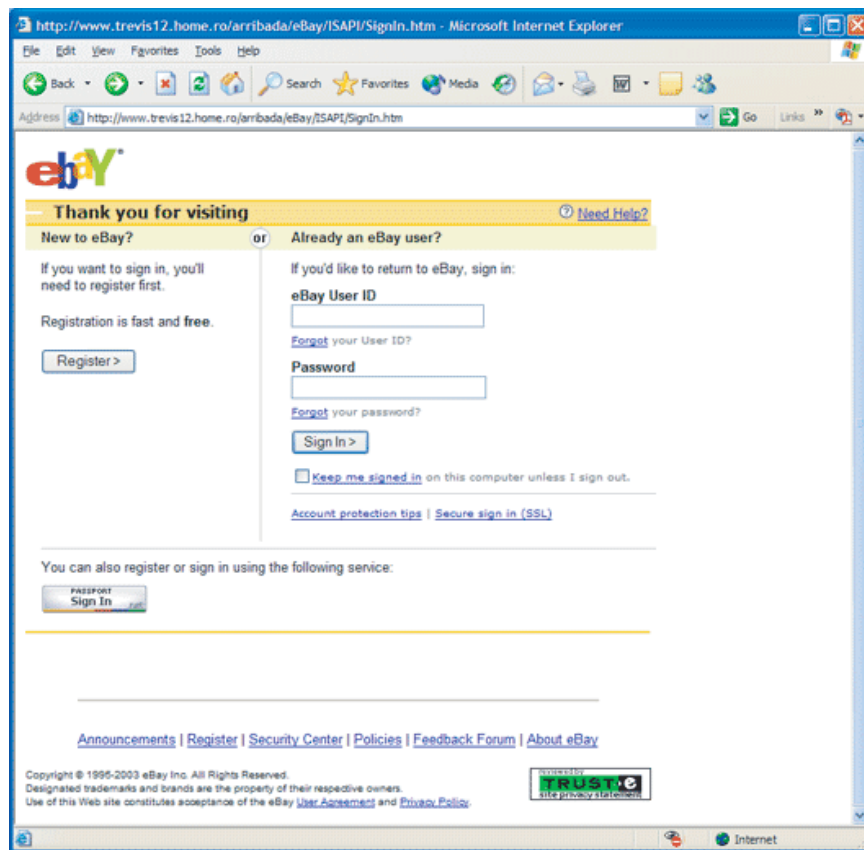 http://www.trevis12.home.ro/arribada/eBay/ISAPI/SignIn.htm - Microsoft Internet Explorer
File Edit View Favorites Tools Help
Back Search Favorites Media
Address http://www.trevis12.home.ro/arribada/eBay/ISAPI/SignIn.htm Go Links »
ebaY
Thank you for visiting
Need Help?
New to eBay?
or
Already an eBay user?
If you want to sign in, you'll
need to register first.
Registration is fast and free.
Register >
If you'd like to return to eBay, sign in:
eBay User ID
Forgot your User ID?
Password
Forgot your password?
Sign In >
Keep me signed in on this computer unless I sign out.
Account protection tips | Secure sign in (SSL)
You can also register or sign in using the following service:
PASSPORT
Sign In .net
Announcements | Register | Security Center | Policies | Feedback Forum | About eBay
Copyright © 1995-2003 eBay Inc. All Rights Reserved.
Designated trademarks and brands are the property of their respective owners.
Use of this Web site constitutes acceptance of the eBay User Agreement and Privacy Policy.
reviewed by
TRUSTe
site privacy statement
Internet